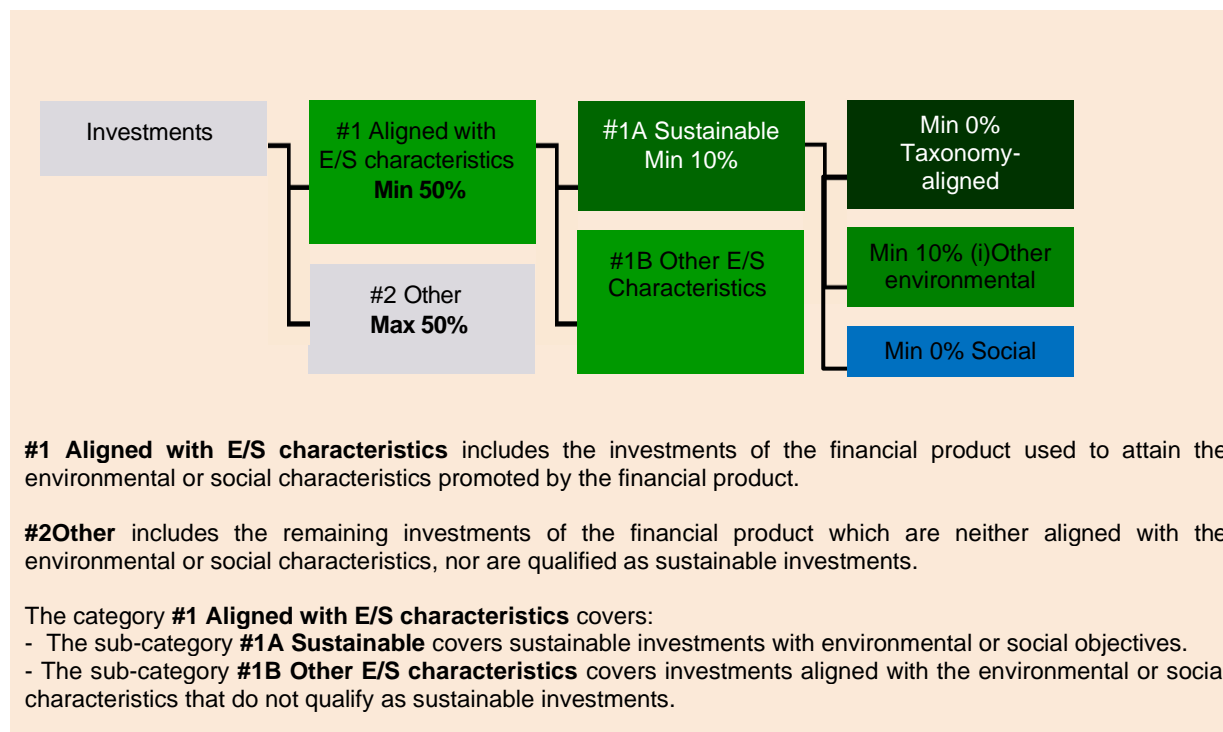 Investments
#1 Aligned with
E/S characteristics
Min 50%
#2 Other
Max 50%
#1A Sustainable
Min 10%
#1B Other E/S
Characteristics
Min 0%
Taxonomy-
aligned
Min 10% (i)Other
environmental
Min 0% Social
#1 Aligned with E/S characteristics includes the investments of the financial product used to attain the
environmental or social characteristics promoted by the financial product.
#2Other includes the remaining investments of the financial product which are neither aligned with the
environmental or social characteristics, nor are qualified as sustainable investments.
The category #1 Aligned with E/S characteristics covers:
- The sub-category #1A Sustainable covers sustainable investments with environmental or social objectives.
- The sub-category #1B Other E/S characteristics covers investments aligned with the environmental or social
characteristics that do not qualify as sustainable investments.